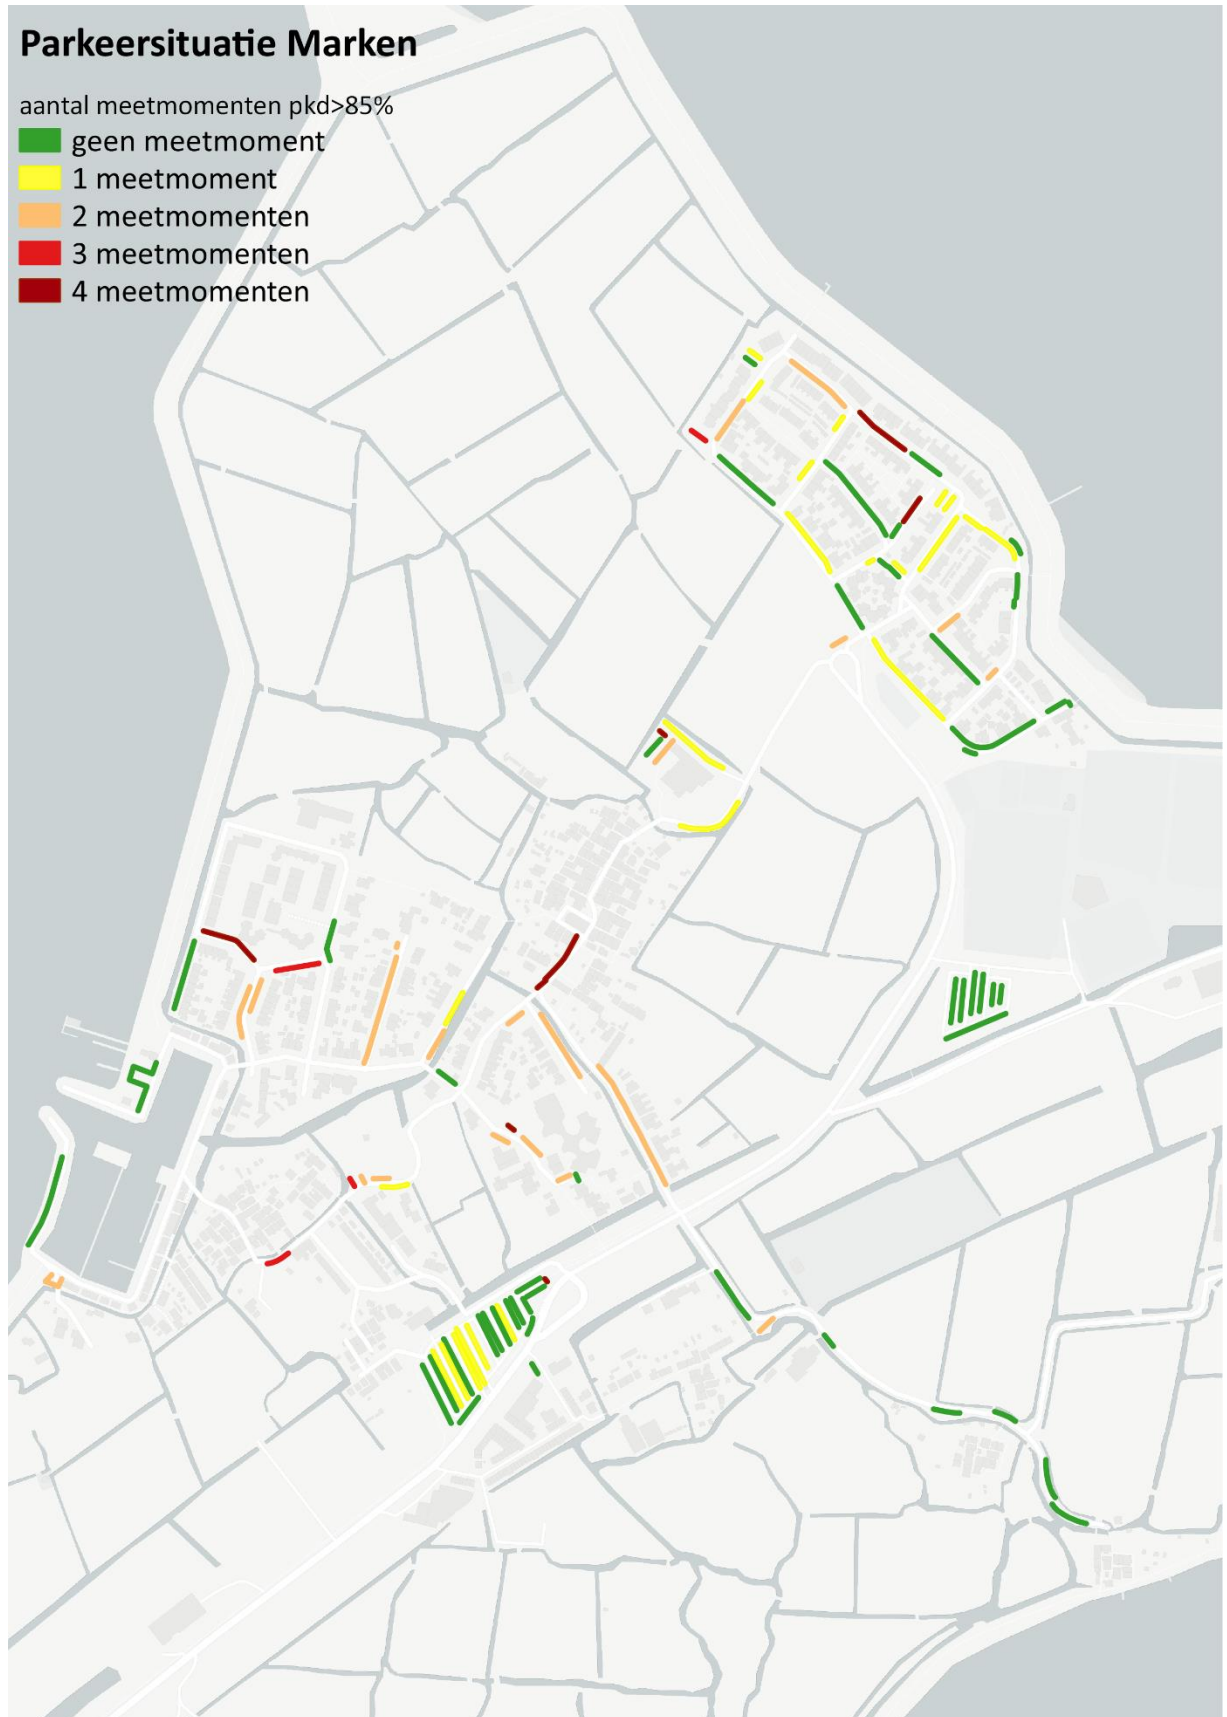 Parkeersituatie Marken
aantal meetmomenten pkd>85%
geen meetmoment
1 meetmoment
2 meetmomenten
3 meetmomenten
4 meetmomenten